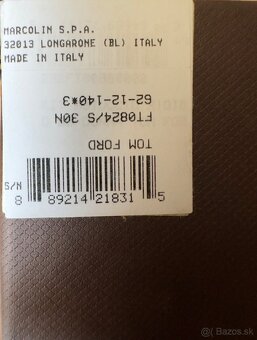 MARCOLIN S.P.A.
32013 LONGARONE (BL) ITALY
MADE IN ITALY
62-12-140*3
FT0824/S 30N
TOM FORD
S/N
8 89214 21831 5
Bazos.sk